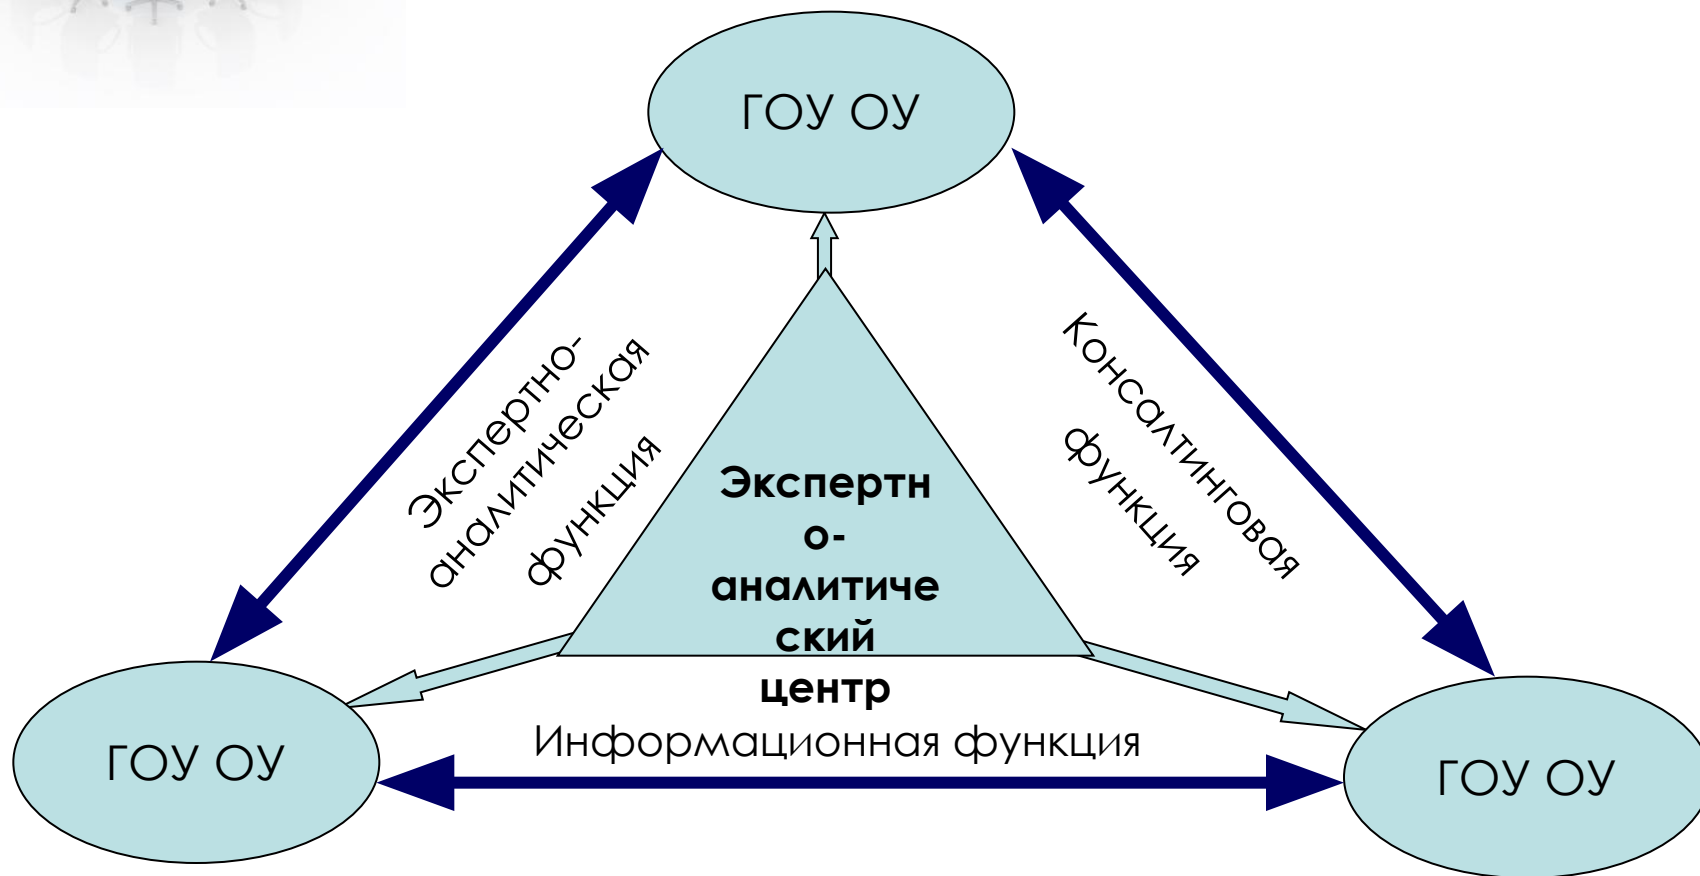 ГОУ ОУ
Экспертно-
аналитическая
функция
Консалтинговая
функция
Экспертн
о-
аналитиче
ский
центр
Информационная функция
ГОУ ОУ
ГОУ ОУ